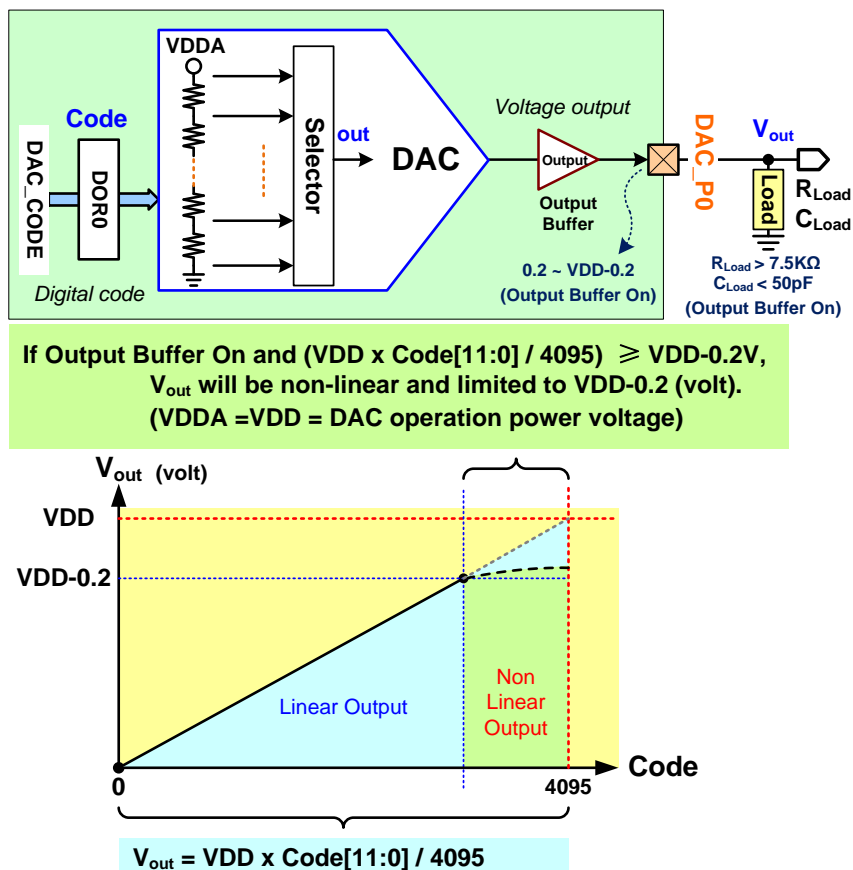 VDDA
Code
DAC_CODE
DOR0
Selector
out
DAC
Digital code
Voltage output
Output
Output
Buffer
0.2 ~ VDD-0.2
(Output Buffer On)
DAC_P0
Vout
Load
RLoad
CLoad
RLoad > 7.5KΩ
CLoad < 50pF
(Output Buffer On)
If Output Buffer On and (VDD x Code[11:0] / 4095) ≥ VDD-0.2V,
Vout will be non-linear and limited to VDD-0.2 (volt).
(VDDA =VDD = DAC operation power voltage)
Vout (volt)
VDD
VDD-0.2
Linear Output
Non
Linear
Output
0
4095
Code
Vout = VDD x Code[11:0] / 4095